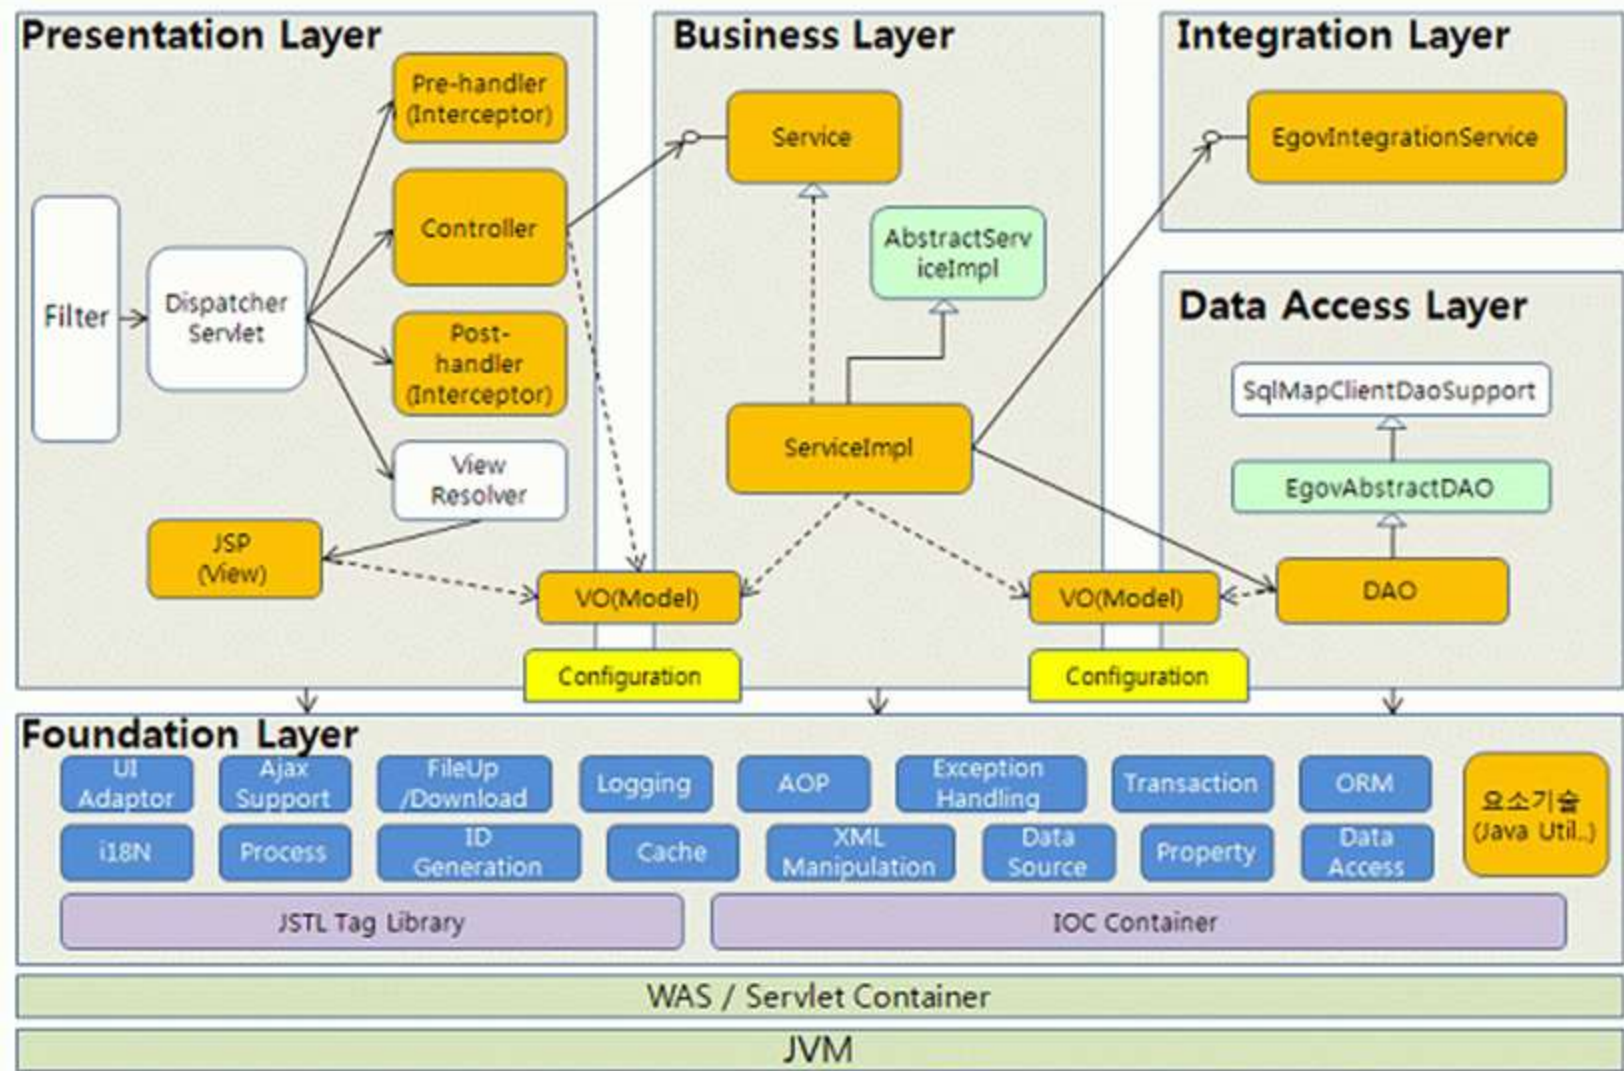 Presentation Layer
Pre-handler
(Interceptor)
Controller
Filter
Dispatcher
Servlet
Post-
handler
(Interceptor)
View
Resolver
JSP
(View)
VO(Model)
Configuration
Business Layer
Service
AbstractServ
iceImpl
ServiceImpl
VO(Model)
Configuration
Integration Layer
EgovIntegrationService
Data Access Layer
SqlMapClientDaoSupport
EgovAbstractDAO
DAO
Foundation Layer
UI
Adaptor
Ajax
Support
FileUp
/Download
Logging
AOP
Exception
Handling
Transaction
ORM
요소기술
(Java Util..)
i18N
Process
ID
Generation
Cache
XML
Manipulation
Data
Source
Property
Data
Access
JSTL Tag Library
IOC Container
WAS / Servlet Container
JVM